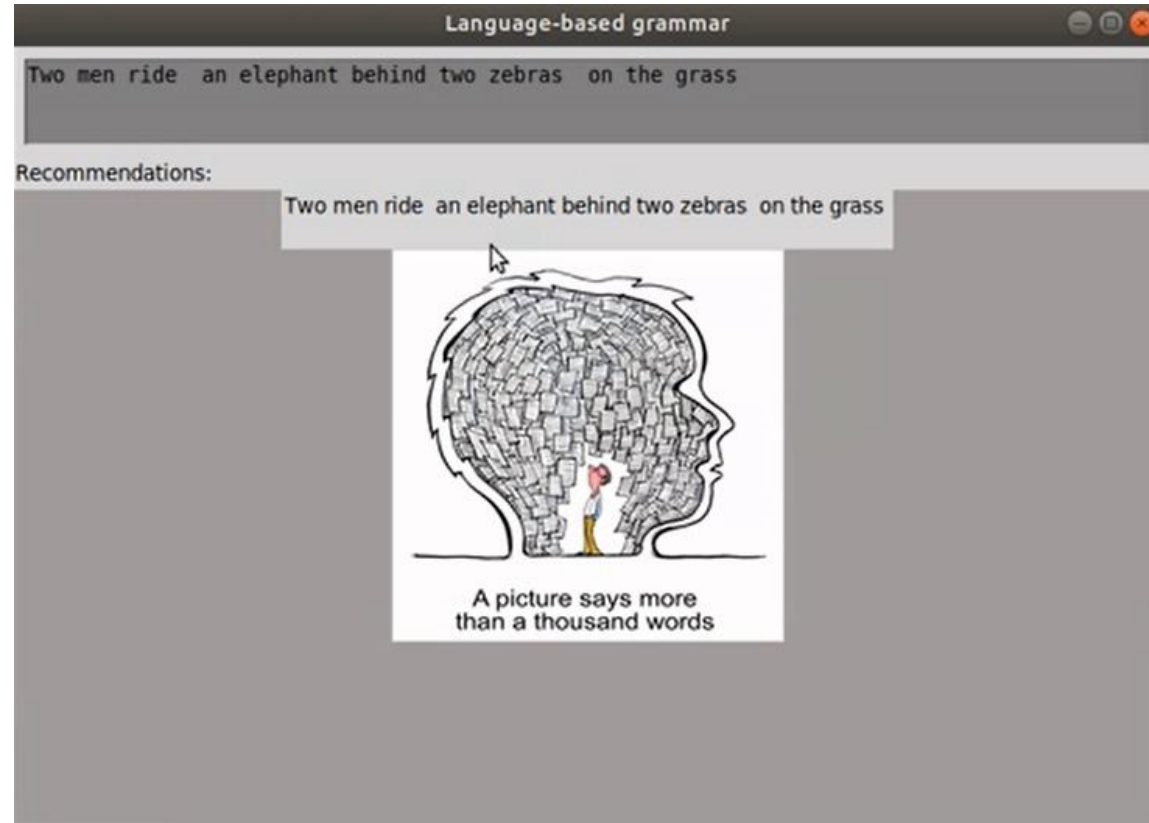 Language-based grammar
Two men ride  an elephant behind two zebras  on the grass
Recommendations:
Two men ride  an elephant behind two zebras  on the grass
A picture says more
than a thousand words